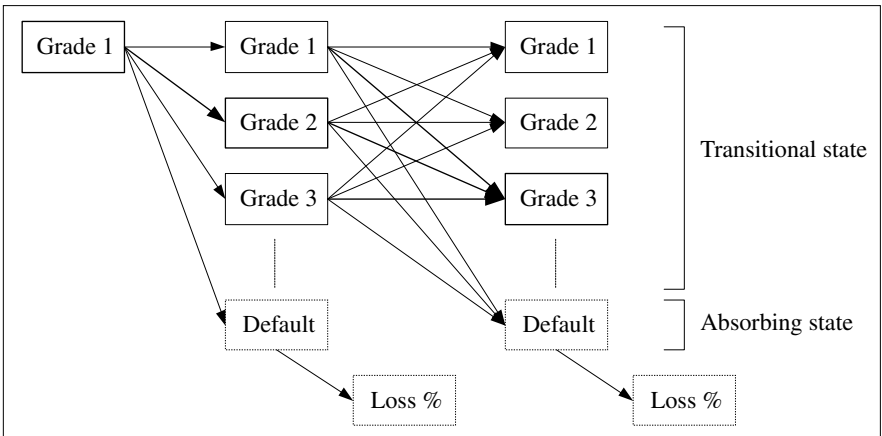 Grade 1
Grade 1
Grade 1
Grade 2
Grade 2
Transitional state
Grade 3
Grade 3
Default
Default
Absorbing state
Loss %
Loss %